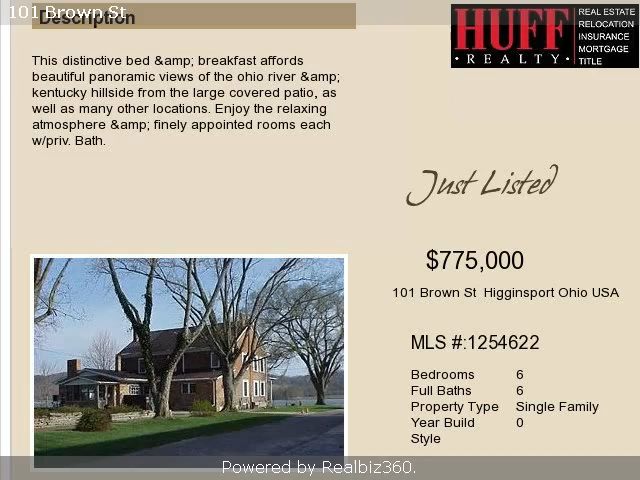 101 Brown St
Description
HUFF
·REALTY·
REAL ESTATE
RELOCATION
INSURANCE
MORTGAGE
TITLE
This distinctive bed &amp; breakfast affords
beautiful panoramic views of the ohio river &amp;
kentucky hillside from the large covered patio, as
well as many other locations. Enjoy the relaxing
atmosphere &amp; finely appointed rooms each
w/priv. Bath.
Just Listed
$775,000
101 Brown St Higginsport Ohio USA
MLS #:1254622
Bedrooms 6
Full Baths 6
Property Type Single Family
Year Build 0
Style
Powered by Realbiz360.